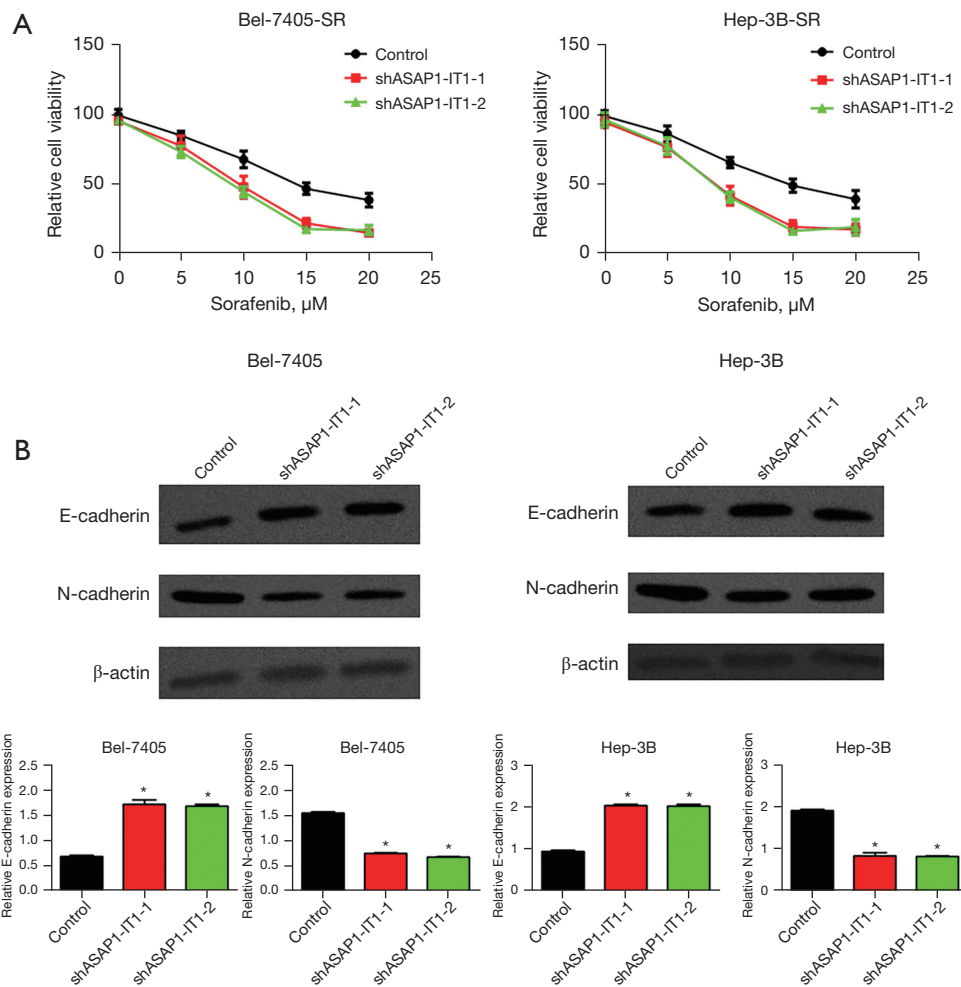 A
Bel-7405-SR
Relative cell viability
150
100
50
0
0 5 10 15 20 25
Sorafenib, µM
Control
shASAP1-IT1-1
shASAP1-IT1-2
Hep-3B-SR
Relative cell viability
150
100
50
0
0 5 10 15 20 25
Sorafenib, µM
Control
shASAP1-IT1-1
shASAP1-IT1-2
B
Bel-7405
Control
shASAP1-IT1-1
shASAP1-IT1-2
E-cadherin
N-cadherin
β-actin
Hep-3B
Control
shASAP1-IT1-1
shASAP1-IT1-2
E-cadherin
N-cadherin
β-actin
Bel-7405
Relative E-cadherin expression
2.5
2.0
1.5
1.0
0.5
0.0
* *
Control
shASAP1-IT1-1
shASAP1-IT1-2
Bel-7405
Relative N-cadherin expression
2.5
2.0
1.5
1.0
0.5
0.0
* *
Control
shASAP1-IT1-1
shASAP1-IT1-2
Hep-3B
Relative E-cadherin expression
3
2
1
0
* *
Control
shASAP1-IT1-1
shASAP1-IT1-2
Hep-3B
Relative N-cadherin expression
3
2
1
0
* *
Control
shASAP1-IT1-1
shASAP1-IT1-2